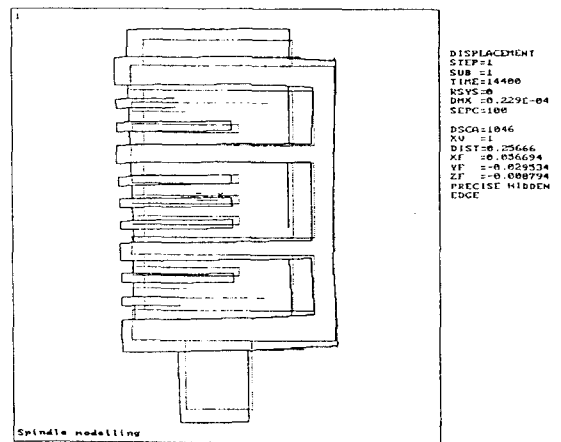 1
DISPLACEMENT
STEP=1
SUB =1
TIME=14400
RSYS=0
DMX =0.229E-04
SEPC=100
DSCA=1046
XV =1
DIST=0.25666
XF =0.036694
YF =-0.029534
ZF =-0.008794
PRECISE HIDDEN
EDGE
Spindle modelling